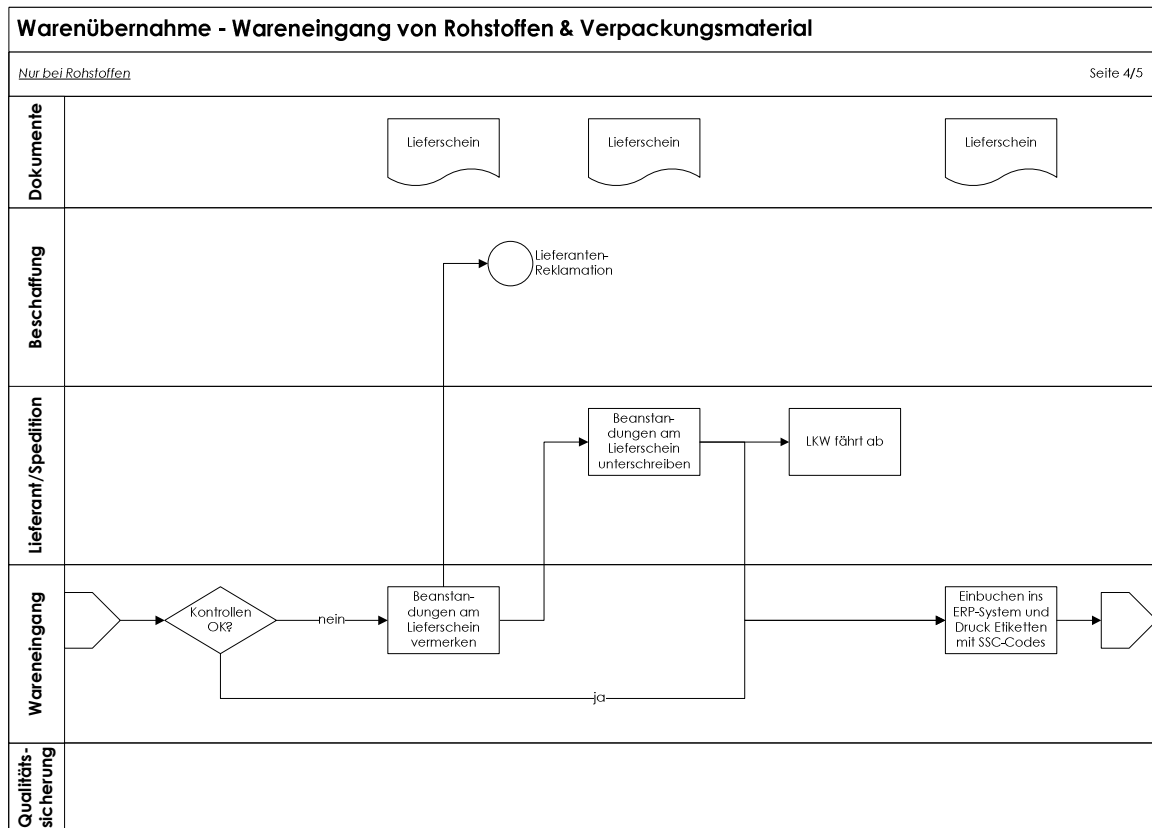 Warenübernahme - Wareneingang von Rohstoffen & Verpackungsmaterial
Nur bei Rohstoffen
Seite 4/5
Dokumente
Lieferschein
Lieferschein
Lieferschein
Beschaffung
Lieferanten-
Reklamation
Lieferant/Spedition
Beanstan-
dungen am
Lieferschein
unterschreiben
LKW fährt ab
Wareneingang
Kontrollen
OK?
nein
Beanstan-
dungen am
Lieferschein
vermerken
Einbuchen ins
ERP-System und
Druck Etiketten
mit SSC-Codes
ja
Qualitäts-
sicherung